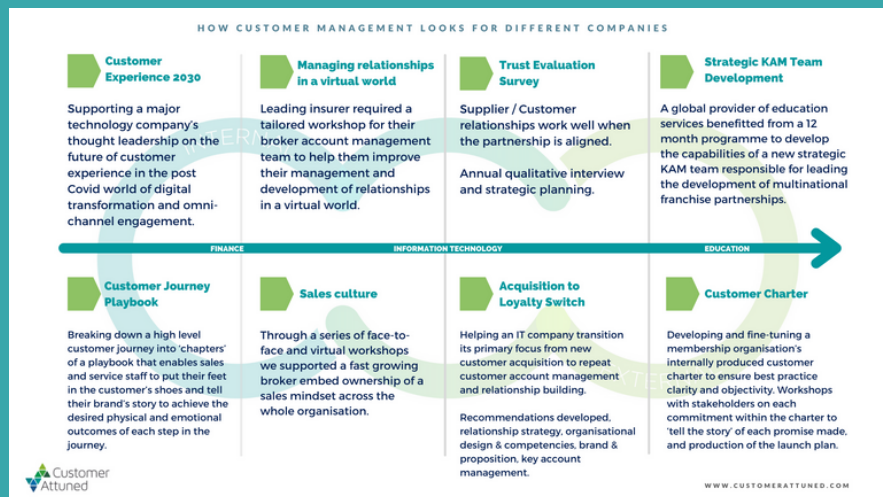 HOW CUSTOMER MANAGEMENT LOOKS FOR DIFFERENT COMPANIES
Customer
Experience 2030
Supporting a major
technology company's
thought leadership on the
future of customer
experience in the post
Covid world of digital
transformation and omni-
channel engagement.
Managing relationships
in a virtual world
Leading insurer required a
tailored workshop for their
broker account management
team to help them improve
their management and
development of relationships
in a virtual world.
Trust Evaluation
Survey
Supplier / Customer
relationships work well when
the partnership is aligned.
Annual qualitative interview
and strategic planning.
Strategic KAM Team
Development
A global provider of education
services benefitted from a 12
month programme to develop
the capabilities of a new strategic
KAM team responsible for leading
the development of multinational
franchise partnerships.
FINANCE
INFORMATION TECHNOLOGY
EDUCATION
Customer Journey
Playbook
Breaking down a high level
customer journey into 'chapters'
of a playbook that enables sales
and service staff to put their feet
in the customer's shoes and tell
their brand's story to achieve the
desired physical and emotional
outcomes of each step in the
journey.
Sales culture
Through a series of face-to-
face and virtual workshops
we supported a fast growing
broker embed ownership of a
sales mindset across the
whole organisation.
Acquisition to
Loyalty Switch
Helping an IT company transition
its primary focus from new
customer acquisition to repeat
customer account management
and relationship building.
Recommendations developed,
relationship strategy, organisational
design & competencies, brand &
proposition, key account
management.
Customer Charter
Developing and fine-tuning a
membership organisation's
internally produced customer
charter to ensure best practice
clarity and objectivity. Workshops
with stakeholders on each
commitment within the charter to
'tell the story' of each promise made,
and production of the launch plan.
Customer
Attuned
WWW.CUSTOMERATTUNED.COM